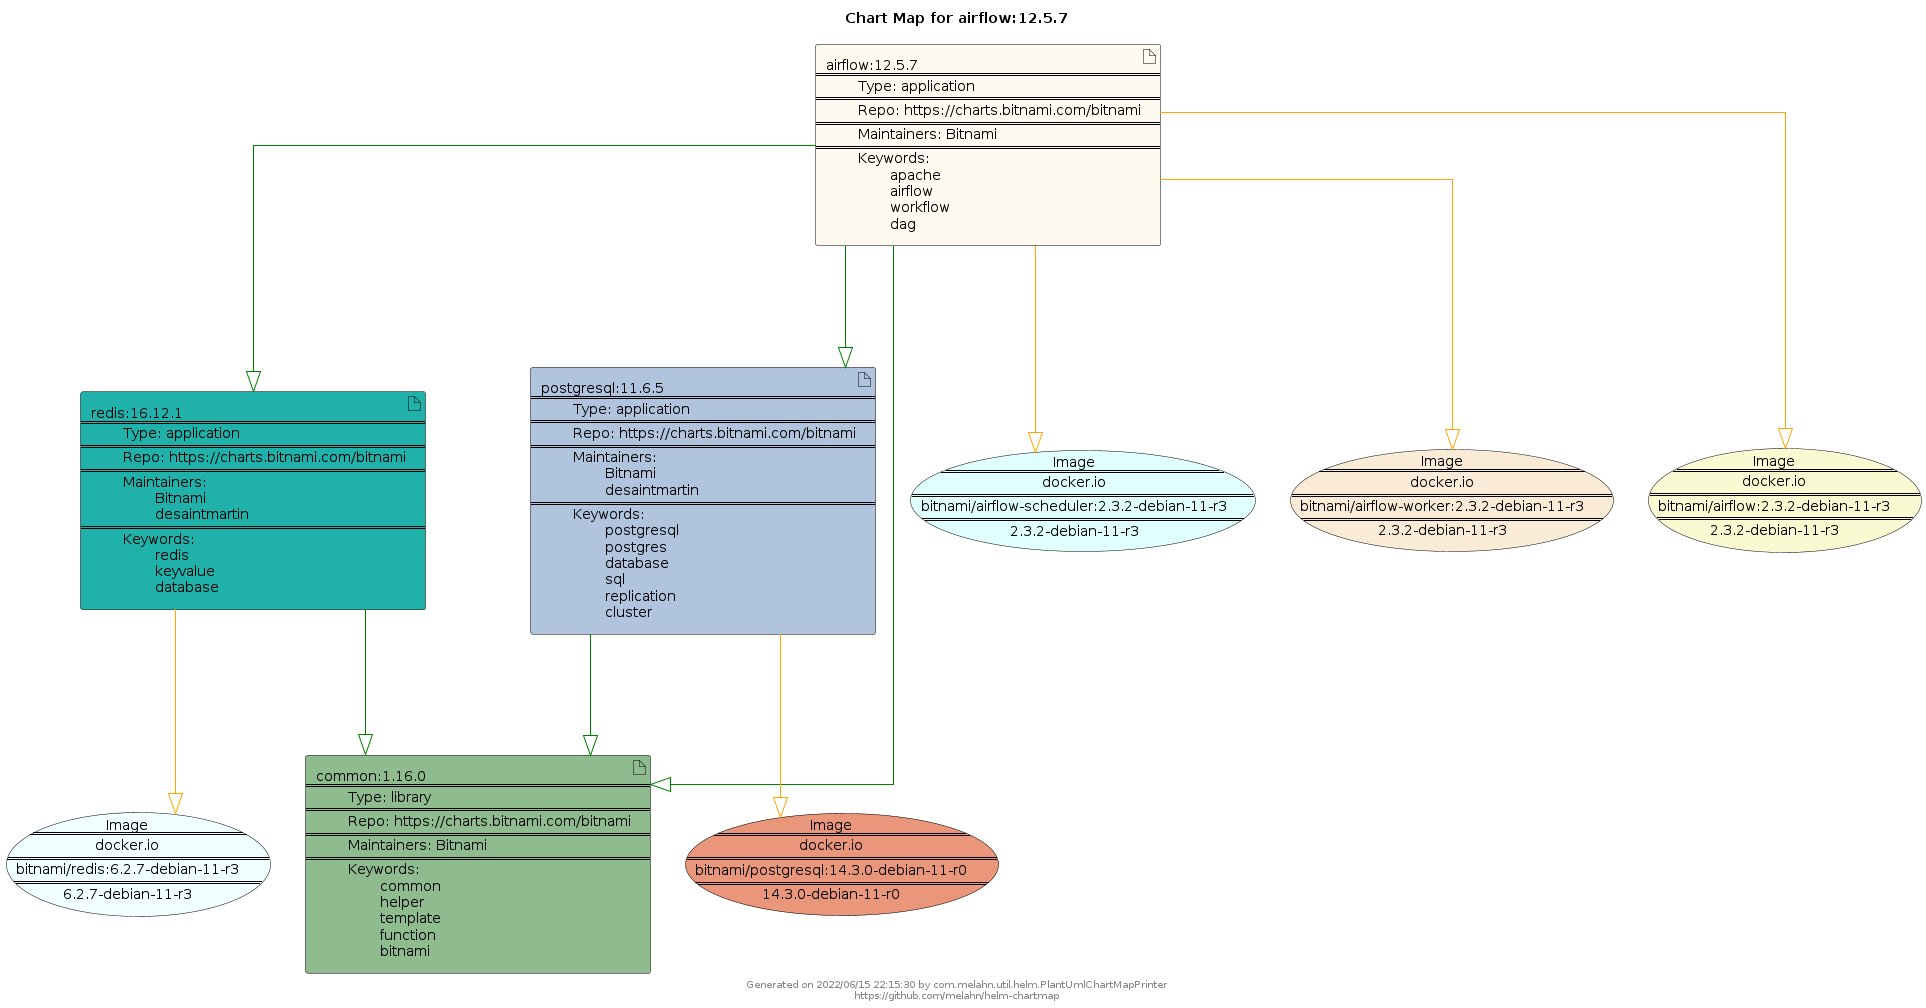 Chart Map for airflow:12.5.7
airflow:12.5.7
Type: application
Repo: https://charts.bitnami.com/bitnami
Maintainers: Bitnami
Keywords:
apache
airflow
workflow
dag
redis:16.12.1
Type: application
Repo: https://charts.bitnami.com/bitnami
Maintainers:
Bitnami
desaintmartin
Keywords:
redis
keyvalue
database
postgresql:11.6.5
Type: application
Repo: https://charts.bitnami.com/bitnami
Maintainers:
Bitnami
desaintmartin
Keywords:
postgresql
postgres
database
sql
replication
cluster
Image
docker.io
bitnami/airflow-scheduler:2.3.2-debian-11-r3
2.3.2-debian-11-r3
Image
docker.io
bitnami/airflow-worker:2.3.2-debian-11-r3
2.3.2-debian-11-r3
Image
docker.io
bitnami/airflow:2.3.2-debian-11-r3
2.3.2-debian-11-r3
Image
docker.io
bitnami/redis:6.2.7-debian-11-r3
6.2.7-debian-11-r3
common:1.16.0
Type: library
Repo: https://charts.bitnami.com/bitnami
Maintainers: Bitnami
Keywords:
common
helper
template
function
bitnami
Image
docker.io
bitnami/postgresql:14.3.0-debian-11-r0
14.3.0-debian-11-r0
Generated on 2022/06/15 22:15:30 by com.melahn.util.helm.PlantUmlChartMapPrinter
https://github.com/melahn/helm-chartmap